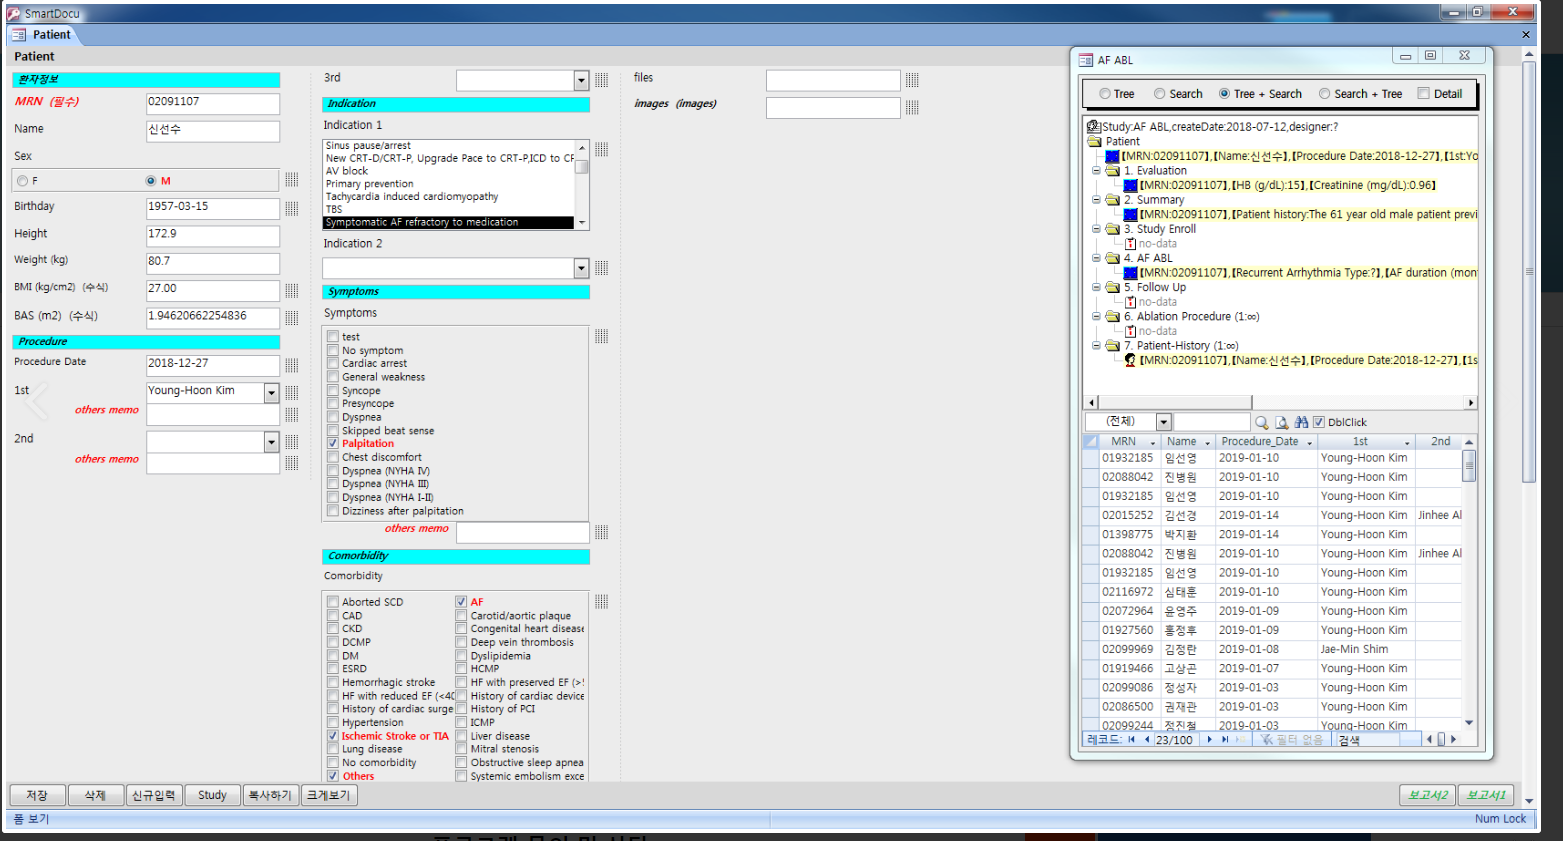 SmartDocu
Patient
Patient
환자정보
MRN (필수) 02091107
Name 신선수
Sex
F M
Birthday 1957-03-15
Height 172.9
Weight (kg) 80.7
BMI (kg/cm2) (수식) 27.00
BAS (m2) (수식) 1.94620662254836
Procedure
Procedure Date 2018-12-27
1st Young-Hoon Kim
others memo
2nd
others memo
3rd
Indication
Indication 1
Sinus pause/arrest
New CRT-D/CRT-P, Upgrade Pace to CRT-P,ICD to CF
AV block
Primary prevention
Tachycardia induced cardiomyopathy
TBS
Symptomatic AF refractory to medication
Indication 2
Symptoms
Symptoms
test
No symptom
Cardiac arrest
General weakness
Syncope
Presyncope
Dyspnea
Skipped beat sense
Palpitation
Chest discomfort
Dyspnea (NYHA Ⅳ)
Dyspnea (NYHA Ⅲ)
Dyspnea (NYHA Ⅰ-Ⅱ)
Dizziness after palpitation
others memo
Comorbidity
Comorbidity
Aborted SCD AF
CAD Carotid/aortic plaque
CKD Congenital heart disease
DCMP Deep vein thrombosis
DM Dyslipidemia
ESRD HCMP
Hemorrhagic stroke HF with preserved EF (>
HF with reduced EF (<40 History of cardiac device
History of cardiac surge History of PCI
Hypertension ICMP
Ischemic Stroke or TIA Liver disease
Lung disease Mitral stenosis
No comorbidity Obstructive sleep apnea
Others Systemic embolism exce
files
images (images)
AF ABL
Tree Search Tree + Search Search + Tree Detail
Study:AF ABL,createDate:2018-07-12,designer:?
Patient
【MRN:02091107】,【Name:신선수】,【Procedure Date:2018-12-27】,【1st:Yo
1. Evaluation
【MRN:02091107】,【HB (g/dL):15】,【Creatinine (mg/dL):0.96】
2. Summary
【MRN:02091107】,【Patient history:The 61 year old male patient previ
3. Study Enroll
no-data
4. AF ABL
【MRN:02091107】,【Recurrent Arrhythmia Type:?】,【AF duration (mon
5. Follow Up
no-data
6. Ablation Procedure (1:∞)
no-data
7. Patient-History (1:∞)
【MRN:02091107】,【Name:신선수】,【Procedure Date:2018-12-27】,【1s
(전체) DblClick
MRN Name Procedure_Date 1st 2nd
01932185 임선영 2019-01-10 Young-Hoon Kim
02088042 진병원 2019-01-10 Young-Hoon Kim
01932185 임선영 2019-01-10 Young-Hoon Kim
02015252 김선경 2019-01-14 Young-Hoon Kim Jinhee Al
01398775 박지환 2019-01-14 Young-Hoon Kim
02088042 진병원 2019-01-10 Young-Hoon Kim Jinhee Al
01932185 임선영 2019-01-10 Young-Hoon Kim
02116972 심태훈 2019-01-10 Young-Hoon Kim
02072964 윤영주 2019-01-09 Young-Hoon Kim
01927560 홍정후 2019-01-09 Young-Hoon Kim
02099969 김정란 2019-01-08 Jae-Min Shim
01919466 고상곤 2019-01-07 Young-Hoon Kim
02099086 정성자 2019-01-03 Young-Hoon Kim
02086500 권재관 2019-01-03 Young-Hoon Kim
02099244 정진철 2019-01-03 Young-Hoon Kim
레코드: 23/100 필터 없음 검색
저장 삭제 신규입력 Study 복사하기 크게보기 보고서2 보고서1
폼 보기 Num Lock